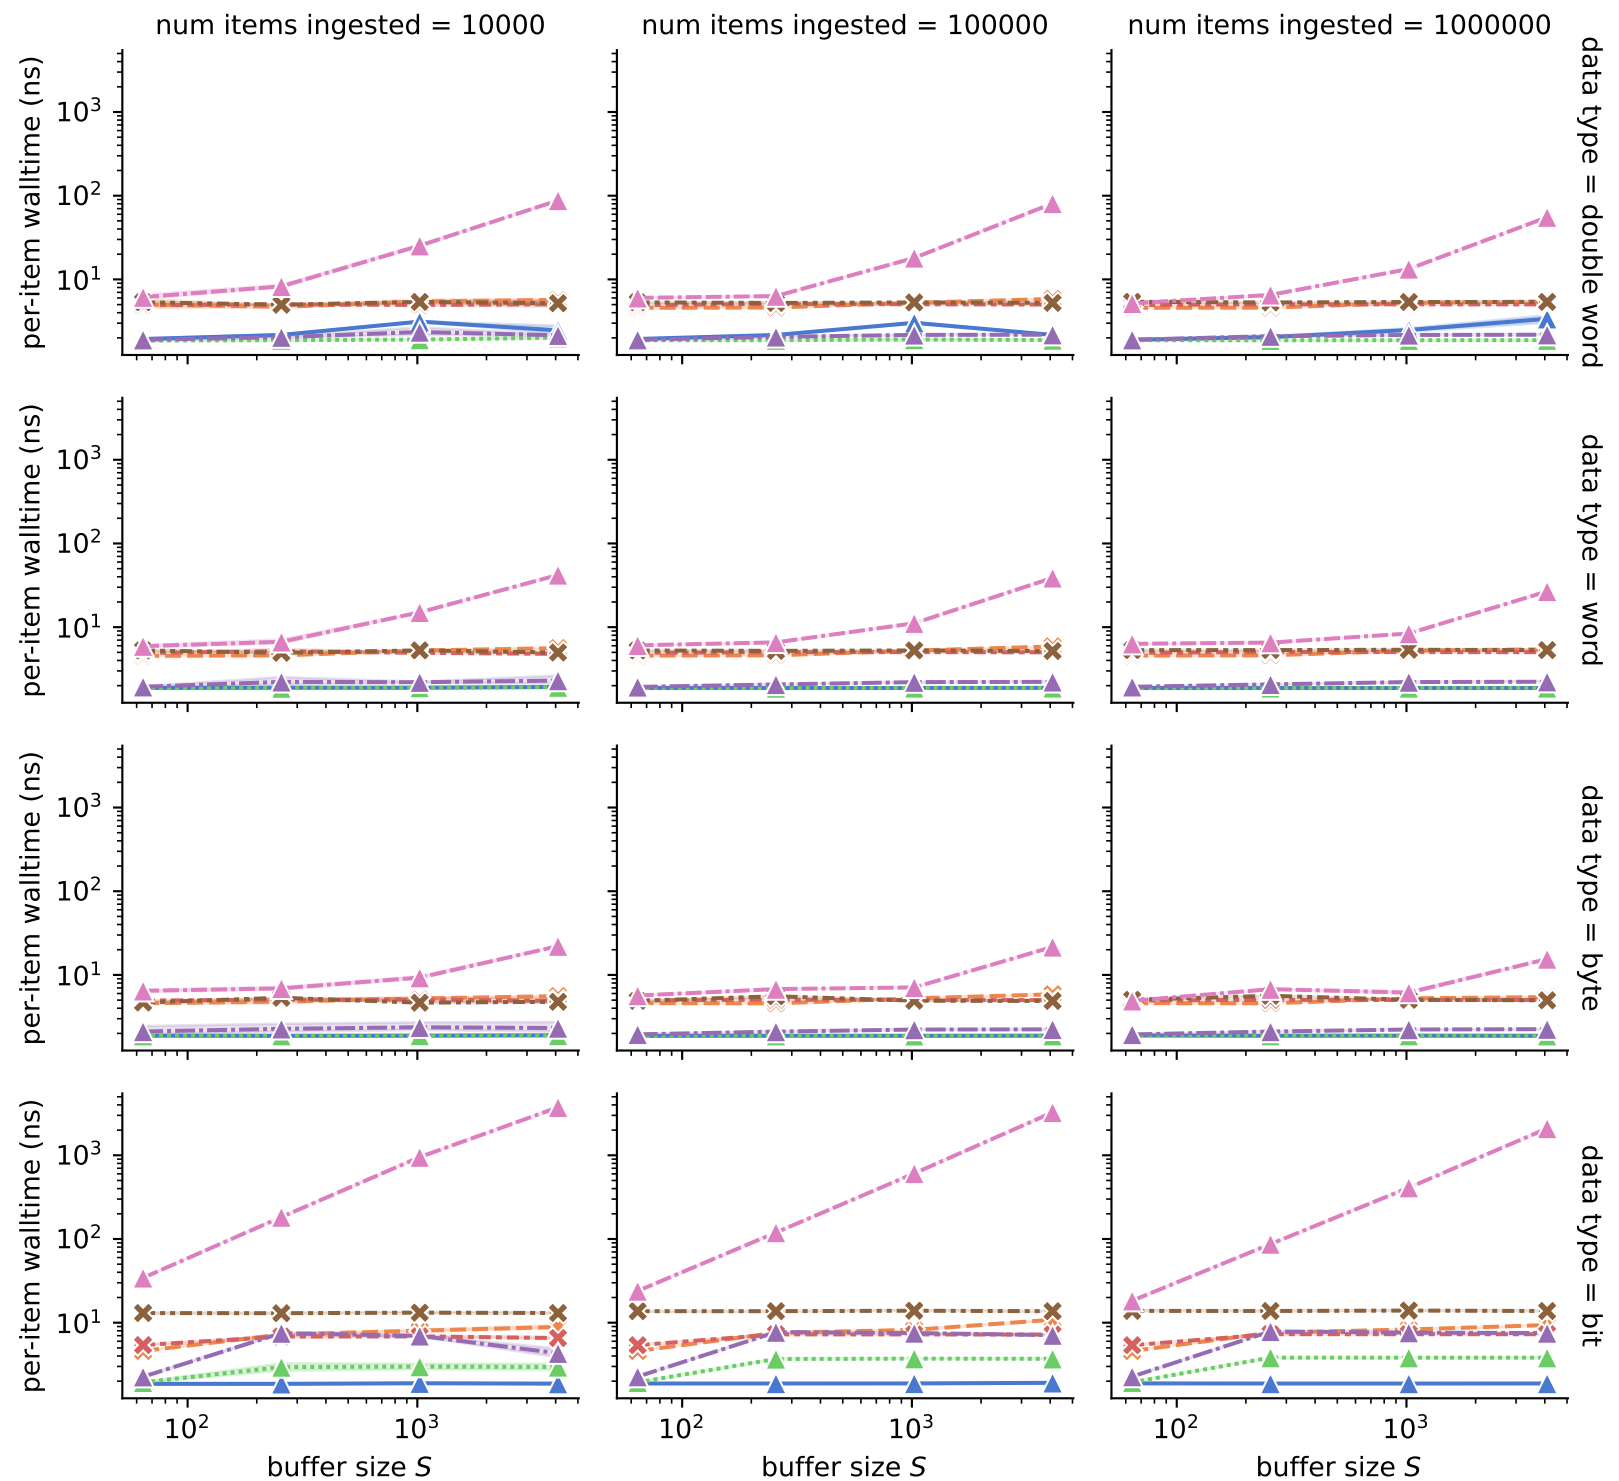 num items ingested = 10000
num items ingested = 100000
num items ingested = 1000000
per-item walltime (ns)
10³
10²
10¹
data type = double word
per-item walltime (ns)
10³
10²
10¹
data type = word
per-item walltime (ns)
10³
10²
10¹
data type = byte
per-item walltime (ns)
10³
10²
10¹
data type = bit
10² 10³
10² 10³
10² 10³
buffer size S
buffer size S
buffer size S